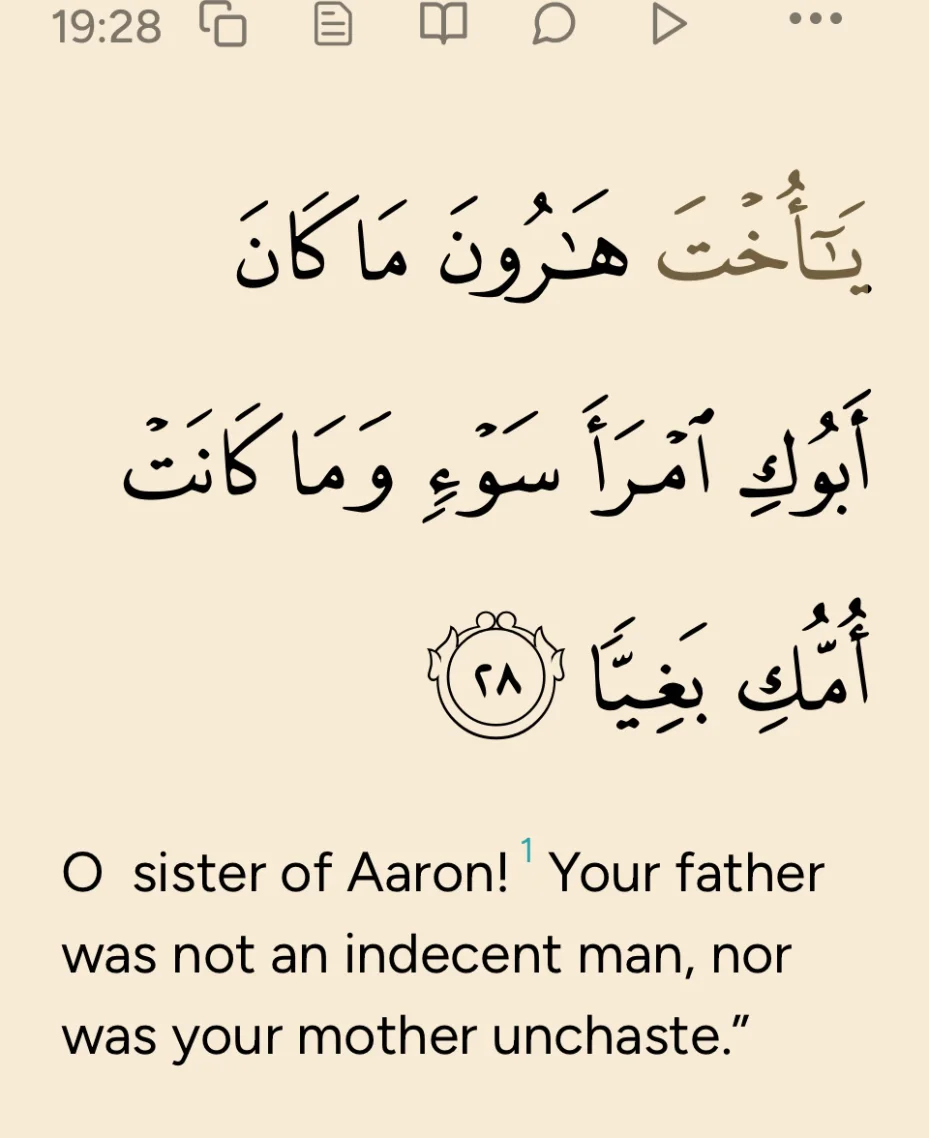 19:28
يَـٰٓأُخْتَ هَـٰرُونَ مَا كَانَ
أَبُوكِ ٱمْرَأَ سَوْءٍ وَمَا كَانَتْ
أُمُّكِ بَغِيًّا ٢٨
O sister of Aaron! 1 Your father
was not an indecent man, nor
was your mother unchaste.”